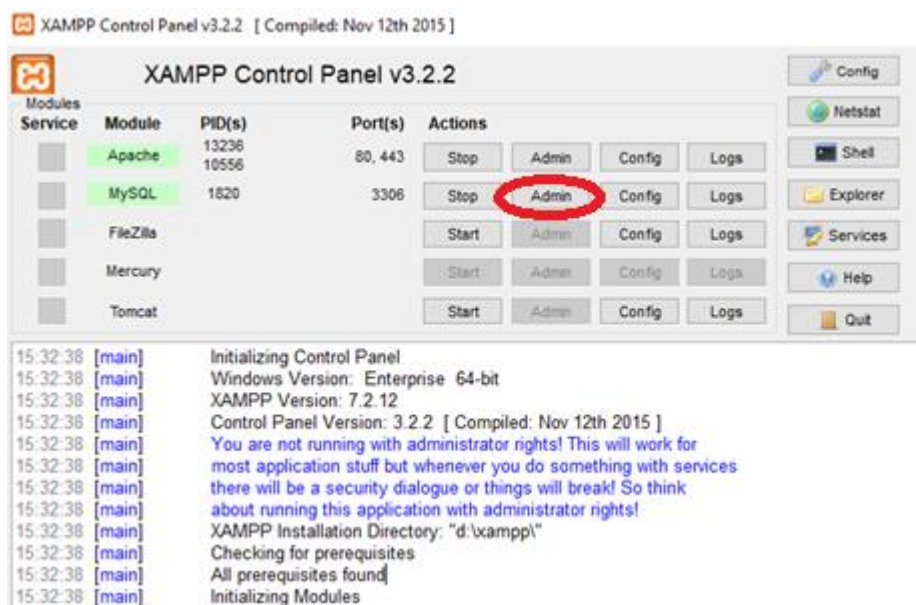 XAMPP Control Panel v3.2.2 [ Compiled: Nov 12th 2015 ]
XAMPP Control Panel v3.2.2
Config
Modules
Service Module PID(s) Port(s) Actions
Netstat
Apache 13236 10556 80, 443 Stop Admin Config Logs
Shell
MySQL 1820 3306 Stop Admin Config Logs
Explorer
FileZilla Start Admin Config Logs
Services
Mercury Start Admin Config Logs
Help
Tomcat Start Admin Config Logs
Quit
15:32:38 [main] Initializing Control Panel
15:32:38 [main] Windows Version: Enterprise 64-bit
15:32:38 [main] XAMPP Version: 7.2.12
15:32:38 [main] Control Panel Version: 3.2.2 [ Compiled: Nov 12th 2015 ]
15:32:38 [main] You are not running with administrator rights! This will work for
15:32:38 [main] most application stuff but whenever you do something with services
15:32:38 [main] there will be a security dialogue or things will break! So think
15:32:38 [main] about running this application with administrator rights!
15:32:38 [main] XAMPP Installation Directory: "d:\xampp\"
15:32:38 [main] Checking for prerequisites
15:32:38 [main] All prerequisites found
15:32:38 [main] Initializing Modules